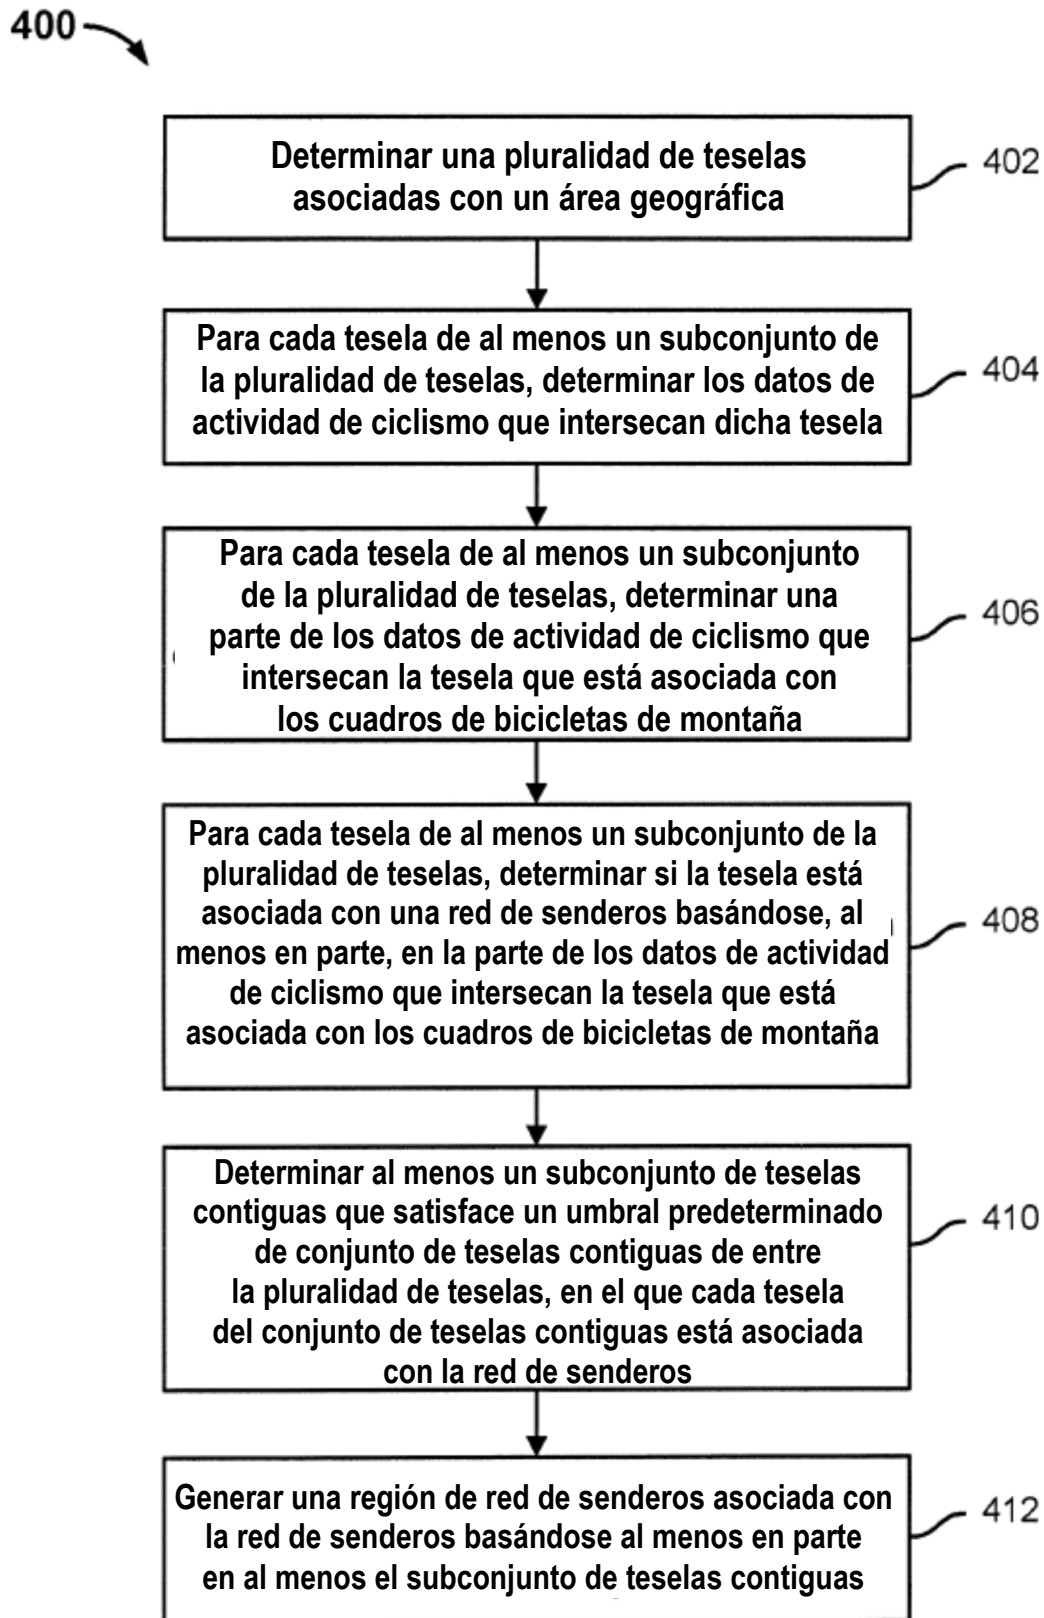 400
Determinar una pluralidad de teselas
asociadas con un área geográfica
402
Para cada tesela de al menos un subconjunto de
la pluralidad de teselas, determinar los datos de
actividad de ciclismo que intersecan dicha tesela
404
Para cada tesela de al menos un subconjunto
de la pluralidad de teselas, determinar una
parte de los datos de actividad de ciclismo que
intersecan la tesela que está asociada con
los cuadros de bicicletas de montaña
406
Para cada tesela de al menos un subconjunto de la
pluralidad de teselas, determinar si la tesela está
asociada con una red de senderos basándose, al
menos en parte, en la parte de los datos de actividad
de ciclismo que intersecan la tesela que está
asociada con los cuadros de bicicletas de montaña
408
Determinar al menos un subconjunto de teselas
contiguas que satisface un umbral predeterminado
de conjunto de teselas contiguas de entre
la pluralidad de teselas, en el que cada tesela
del conjunto de teselas contiguas está asociada
con la red de senderos
410
Generar una región de red de senderos asociada con
la red de senderos basándose al menos en parte
en al menos el subconjunto de teselas contiguas
412